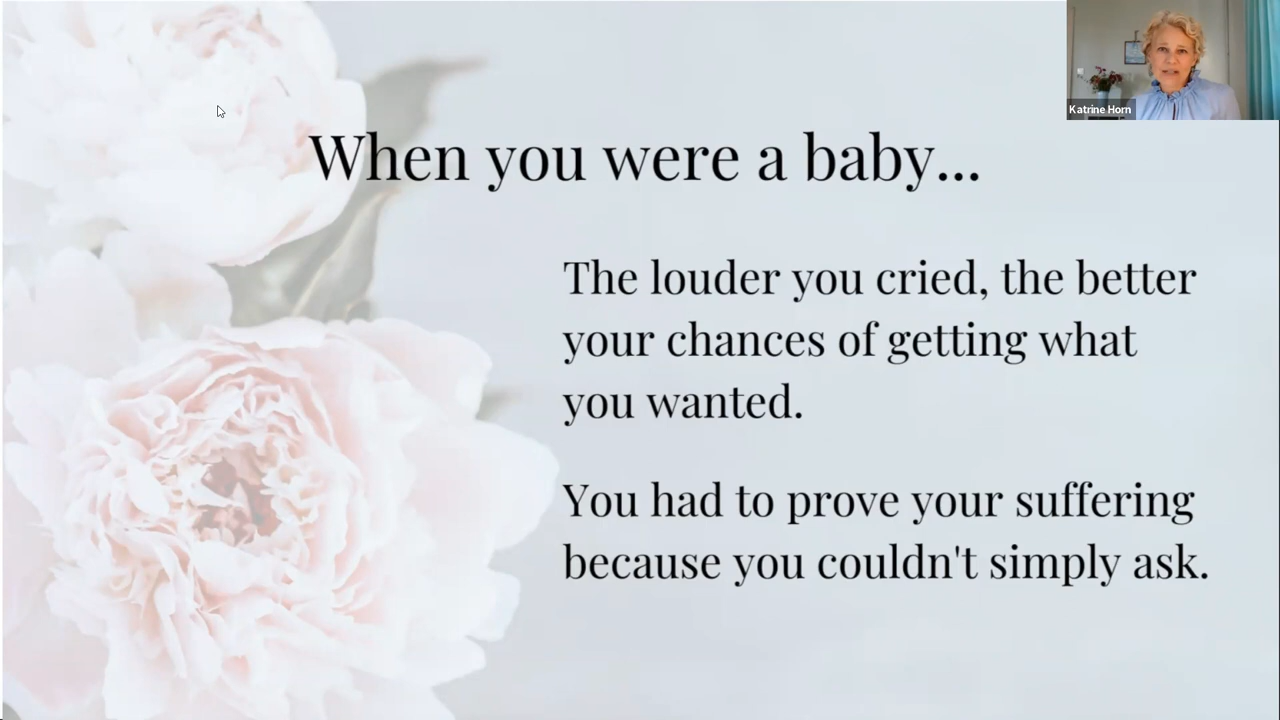 Katrine Horn
When you were a baby...
The louder you cried, the better
your chances of getting what
you wanted.
You had to prove your suffering
because you couldn't simply ask.